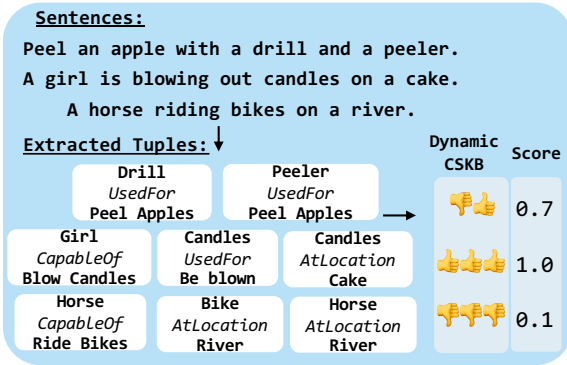 Sentences:
Peel an apple with a drill and a peeler.
A girl is blowing out candles on a cake.
A horse riding bikes on a river.
Extracted Tuples:
Dynamic
CSKB
Score
Drill
UsedFor
Peel Apples
Peeler
UsedFor
Peel Apples
0.7
Girl
CapableOf
Blow Candles
Candles
UsedFor
Be blown
Candles
AtLocation
Cake
1.0
Horse
CapableOf
Ride Bikes
Bike
AtLocation
River
Horse
AtLocation
River
0.1